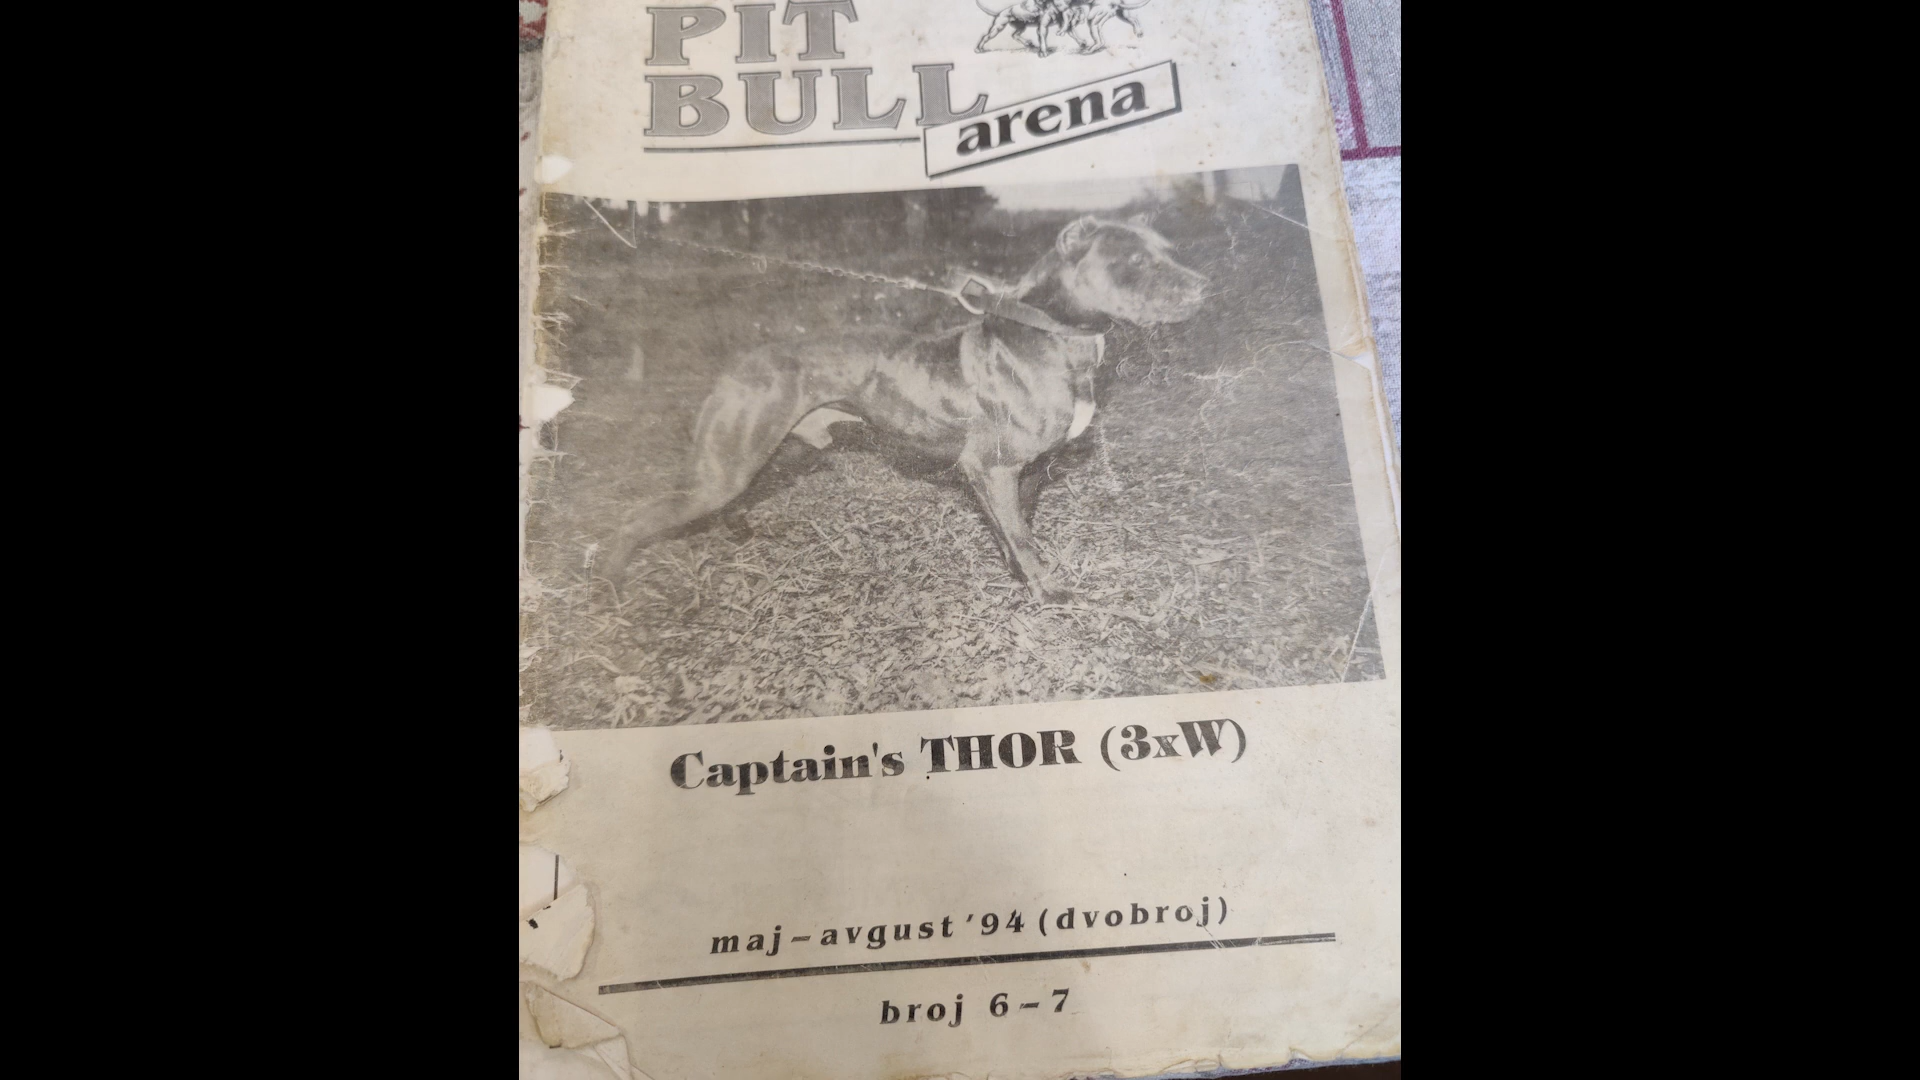 PIT
BULL
arena
Captain's THOR (3xW)
maj-avgust '94 (dvobroj)
broj 6-7